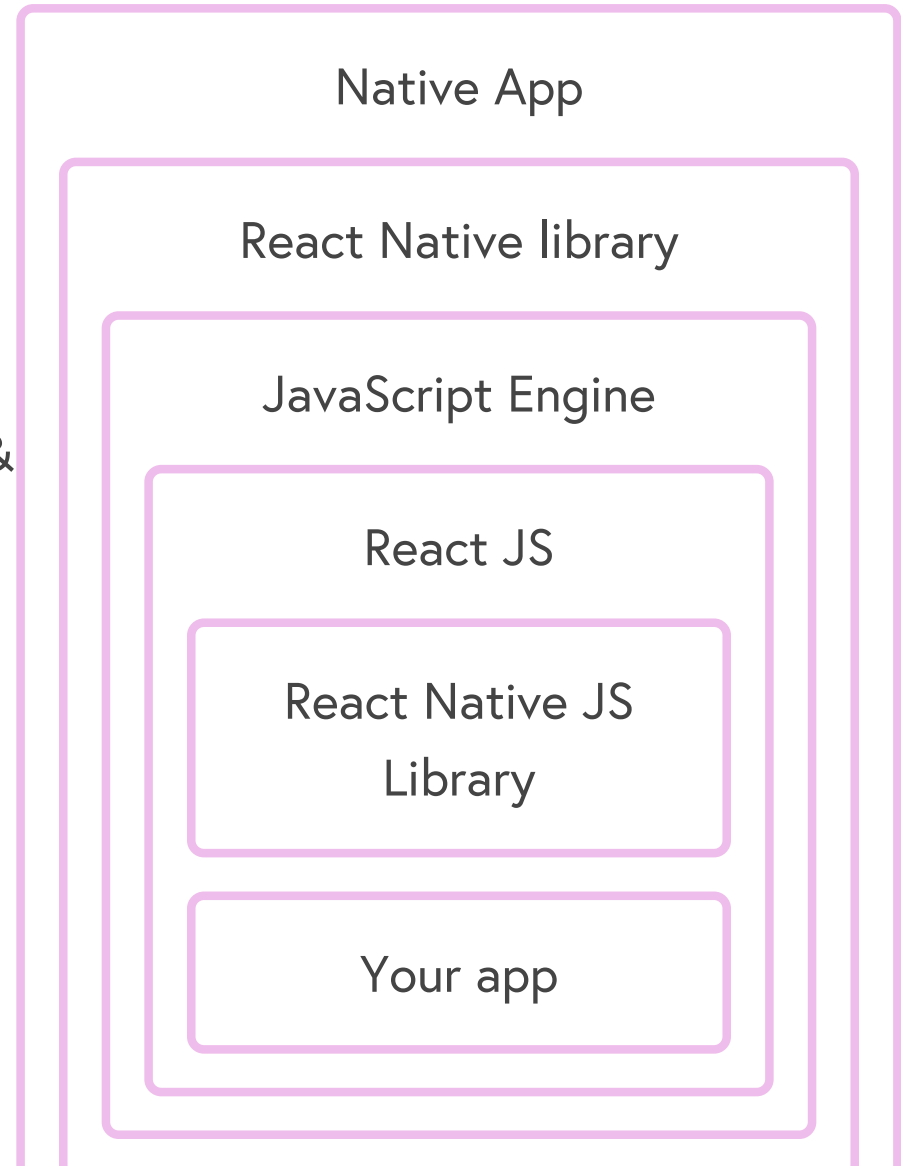 Native App
React Native library
JavaScript Engine
&
React JS
React Native JS
Library
Your app